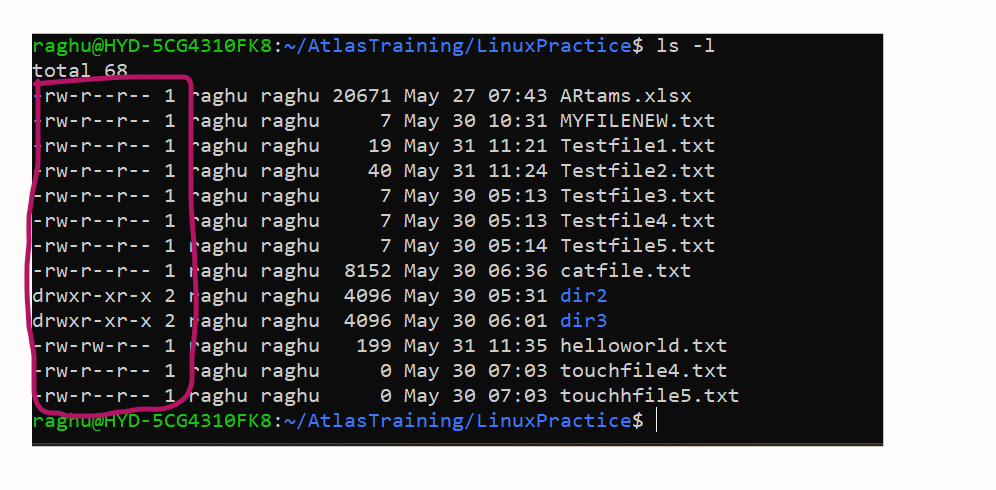 raghu@HYD-5CG4310FK8:~/AtlasTraining/LinuxPractice$ ls -l
total 68
-rw-r--r-- 1 raghu raghu 20671 May 27 07:43 ARtams.xlsx
-rw-r--r-- 1 raghu raghu     7 May 30 10:31 MYFILENEW.txt
-rw-r--r-- 1 raghu raghu    19 May 31 11:21 Testfile1.txt
-rw-r--r-- 1 raghu raghu    40 May 31 11:24 Testfile2.txt
-rw-r--r-- 1 raghu raghu     7 May 30 05:13 Testfile3.txt
-rw-r--r-- 1 raghu raghu     7 May 30 05:13 Testfile4.txt
-rw-r--r-- 1 raghu raghu     7 May 30 05:14 Testfile5.txt
-rw-r--r-- 1 raghu raghu  8152 May 30 06:36 catfile.txt
drwxr-xr-x 2 raghu raghu  4096 May 30 05:31 dir2
drwxr-xr-x 2 raghu raghu  4096 May 30 06:01 dir3
-rw-rw-r-- 1 raghu raghu   199 May 31 11:35 helloworld.txt
-rw-r--r-- 1 raghu raghu     0 May 30 07:03 touchfile4.txt
-rw-r--r-- 1 raghu raghu     0 May 30 07:03 touchhfile5.txt
raghu@HYD-5CG4310FK8:~/AtlasTraining/LinuxPractice$